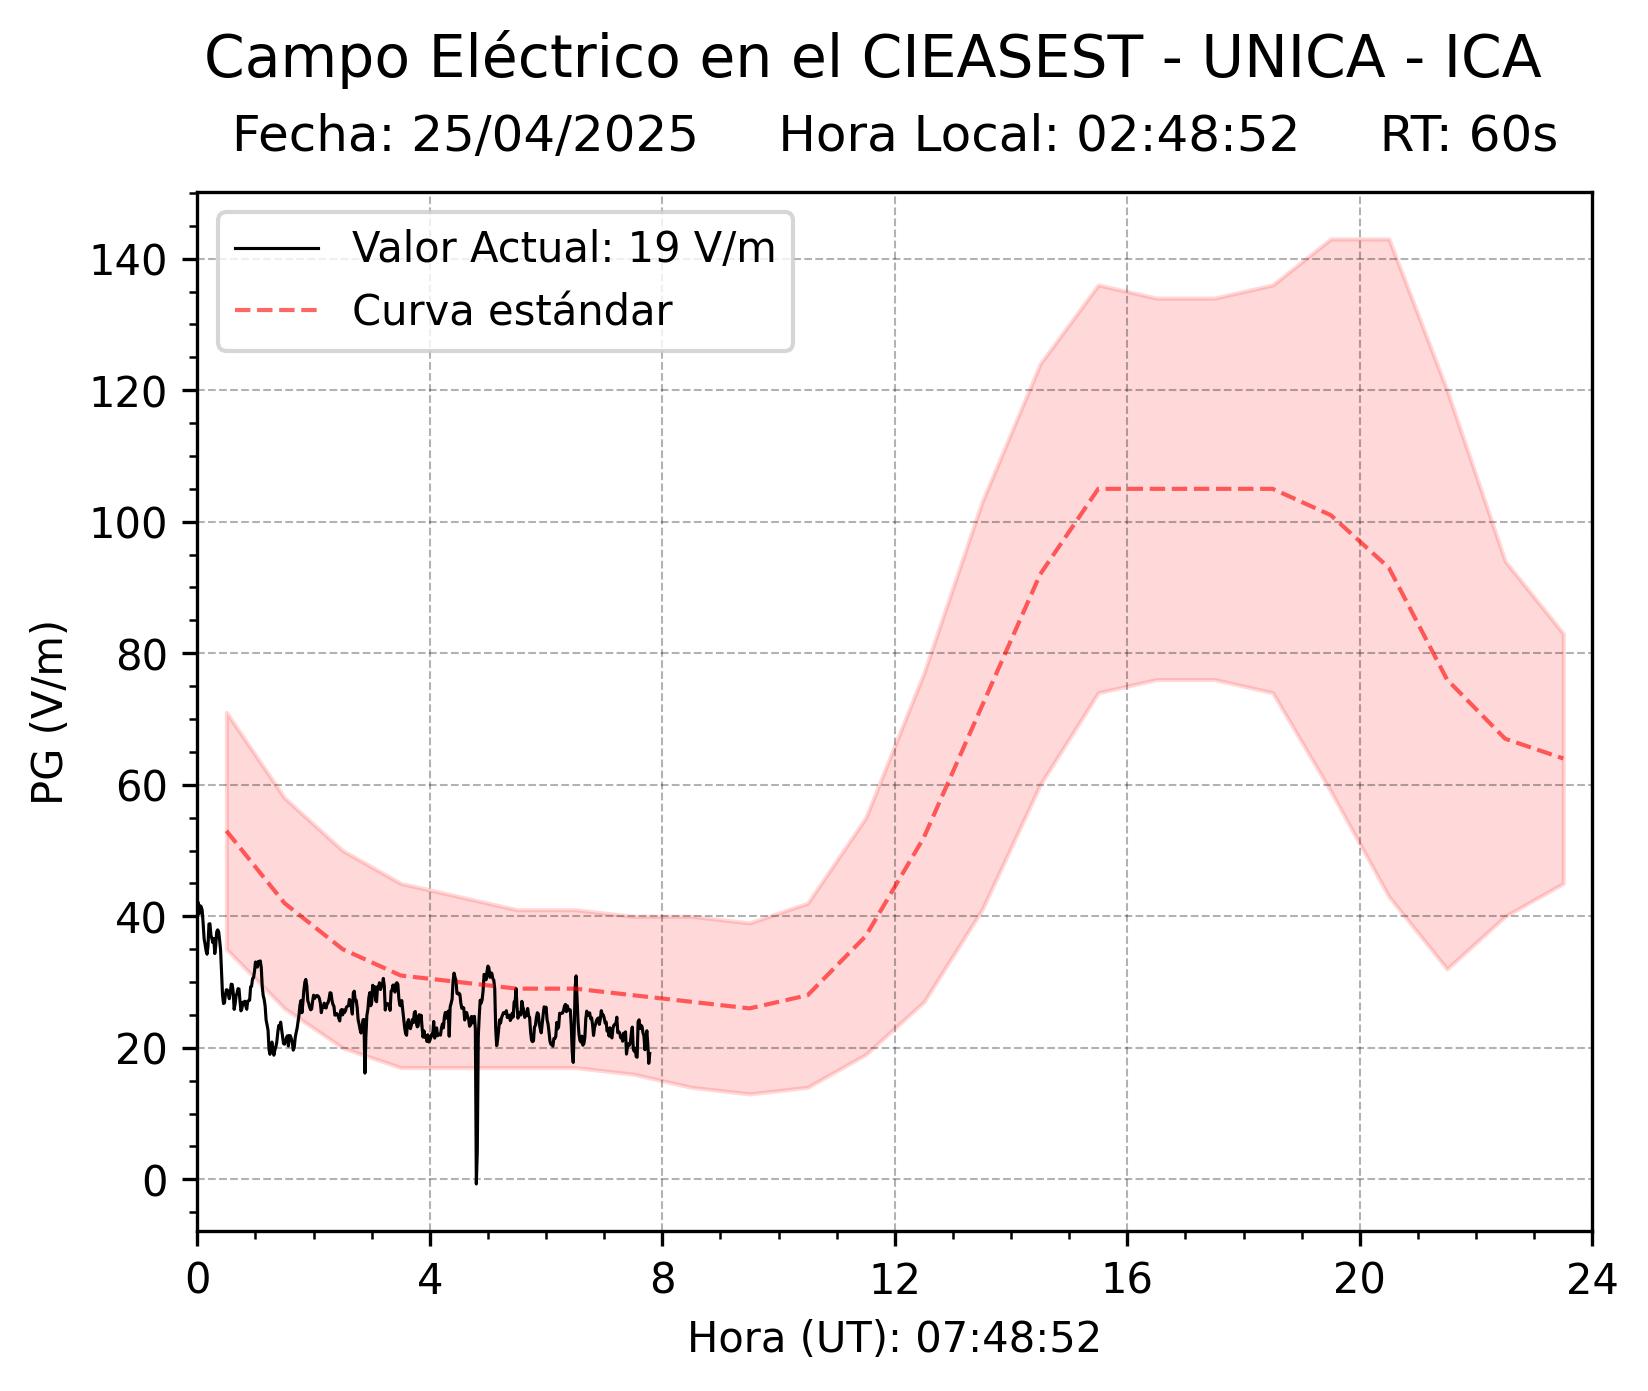 Campo Eléctrico en el CIEASEST - UNICA - ICA
Fecha: 25/04/2025 Hora Local: 02:48:52 RT: 60s
Valor Actual: 19 V/m
Curva estándar
140
120
100
80
60
40
20
0
PG (V/m)
0 4 8 12 16 20 24
Hora (UT): 07:48:52